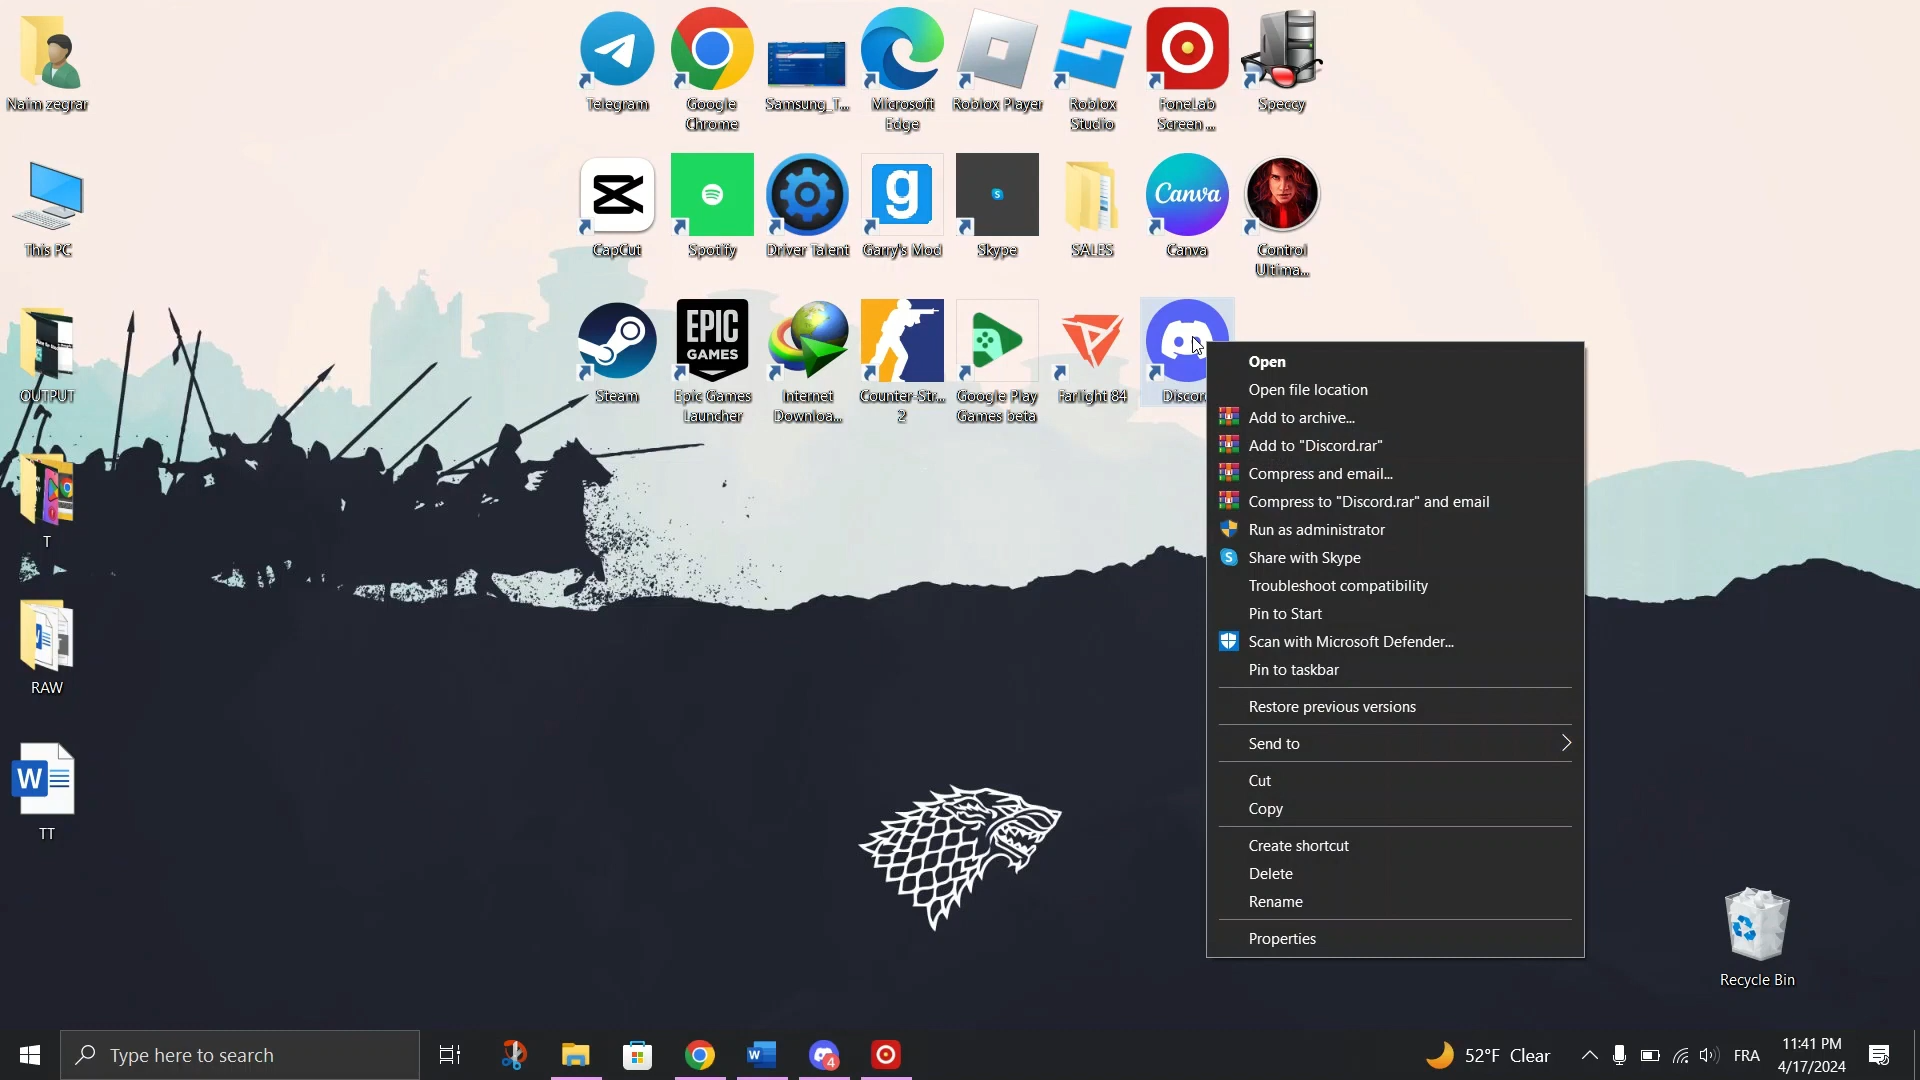 Naim zegrar
This PC
OUTPUT
T
RAW
TT
Telegram
Google
Chrome
Samsung_T...
Microsoft
Edge
Roblox Player
Roblox
Studio
FoneLab
Screen ...
Speccy
CapCut
Spotify
Driver Talent
g
Garry's Mod
S
Skype
SALES
Canva
Canva
Control
Ultima...
Steam
EPIC
GAMES
Epic Games
Launcher
Internet
Downloa...
Counter-Str...
2
Google Play
Games beta
Farlight 84
Discor
Open
Open file location
Add to archive...
Add to "Discord.rar"
Compress and email...
Compress to "Discord.rar" and email
Run as administrator
S
Share with Skype
Troubleshoot compatibility
Pin to Start
Scan with Microsoft Defender...
Pin to taskbar
Restore previous versions
Send to
Cut
Copy
Create shortcut
Delete
Rename
Properties
W
Recycle Bin
Type here to search
W
4
52°F Clear
FRA
11:41 PM
4/17/2024